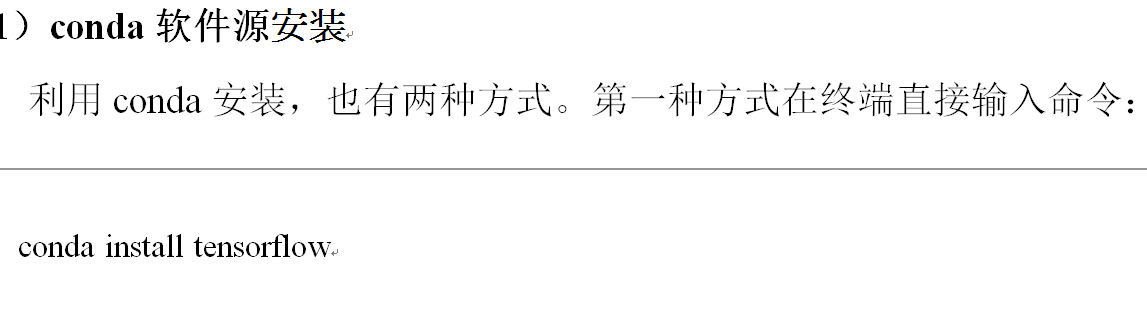 1）conda 软件源安装
利用 conda 安装，也有两种方式。第一种方式在终端直接输入命令：
conda install tensorflow